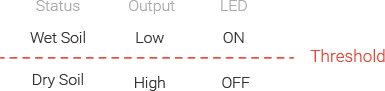 Status Output LED
Wet Soil Low ON
Threshold
Dry Soil High OFF